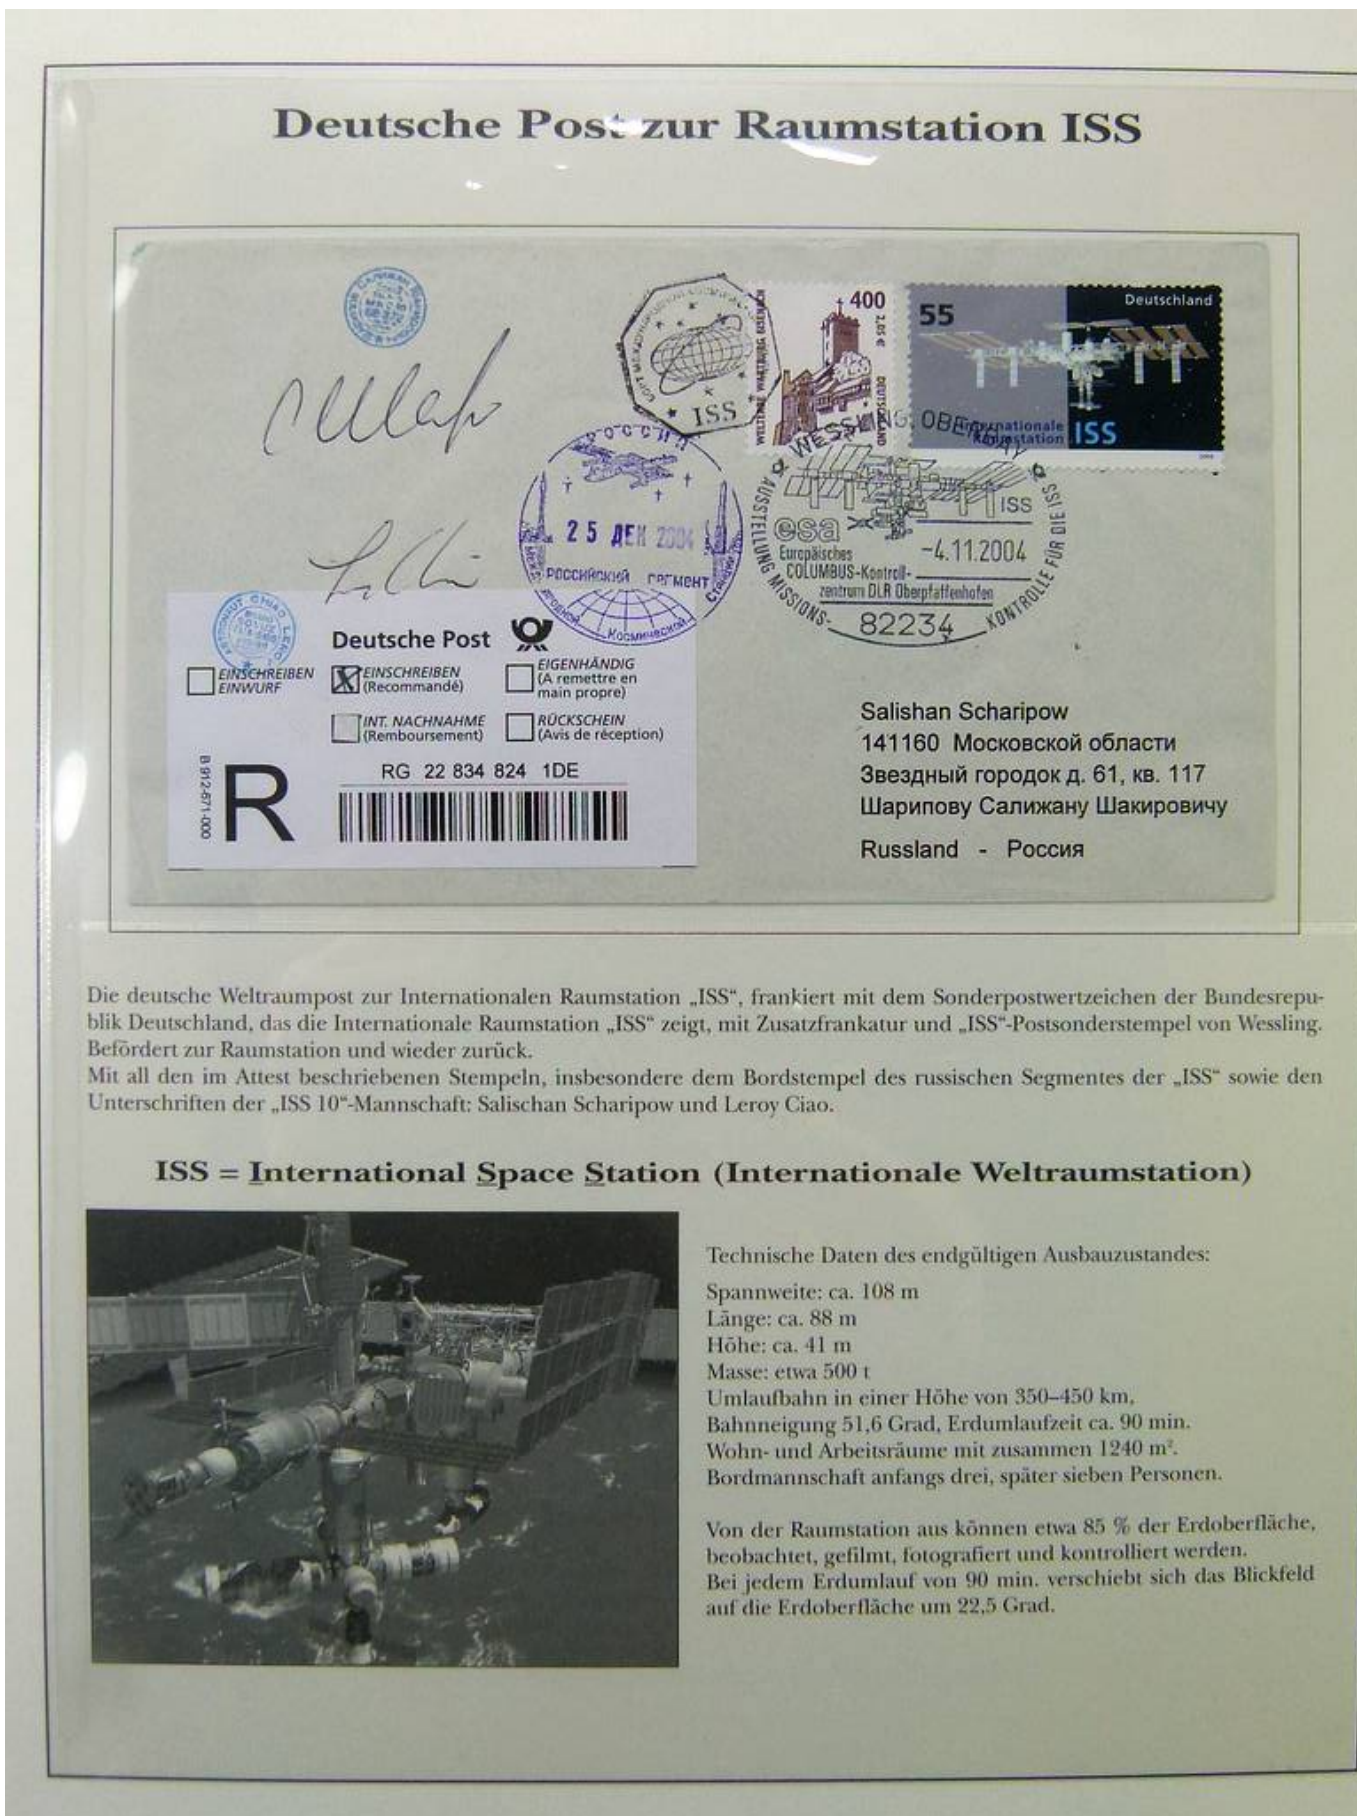 Deutsche Post zur Raumstation ISS
ISS
400
2,05 €
WELTERBE WARTBURG EISENACH
DEUTSCHLAND
55
Deutschland
Internationale
Raumstation ISS
РОССИЯ
25 ДЕК 2004
РОССИЙСКИЙ СЕГМЕНТ
Международной Космической Станции
WESSLING, OBERBAY
ISS
esa
-4.11.2004
Europäisches
COLUMBUS-Kontroll-
zentrum DLR Oberpfaffenhofen
82234
AUSSTELLUNG MISSIONS-KONTROLLE FÜR DIE ISS
Deutsche Post
EINSCHREIBEN
EINWURF
EINSCHREIBEN
(Recommandé)
EIGENHÄNDIG
(A remettre en
main propre)
INT. NACHNAHME
(Remboursement)
RÜCKSCHEIN
(Avis de réception)
R
B 912-571-000
RG 22 834 824 1DE
Salishan Scharipow
141160 Московской области
Звездный городок д. 61, кв. 117
Шарипову Салижану Шакировичу
Russland - Россия
Die deutsche Weltraumpost zur Internationalen Raumstation „ISS“, frankiert mit dem Sonderpostwertzeichen der Bundesrepu-
blik Deutschland, das die Internationale Raumstation „ISS“ zeigt, mit Zusatzfrankatur und „ISS“-Postsonderstempel von Wessling.
Befördert zur Raumstation und wieder zurück.
Mit all den im Attest beschriebenen Stempeln, insbesondere dem Bordstempel des russischen Segmentes der „ISS“ sowie den
Unterschriften der „ISS 10“-Mannschaft: Salischan Scharipow und Leroy Ciao.
ISS = International Space Station (Internationale Weltraumstation)
Technische Daten des endgültigen Ausbauzustandes:
Spannweite: ca. 108 m
Länge: ca. 88 m
Höhe: ca. 41 m
Masse: etwa 500 t
Umlaufbahn in einer Höhe von 350–450 km,
Bahnneigung 51,6 Grad, Erdumlaufzeit ca. 90 min.
Wohn- und Arbeitsräume mit zusammen 1240 m².
Bordmannschaft anfangs drei, später sieben Personen.
Von der Raumstation aus können etwa 85 % der Erdoberfläche,
beobachtet, gefilmt, fotografiert und kontrolliert werden.
Bei jedem Erdumlauf von 90 min. verschiebt sich das Blickfeld
auf die Erdoberfläche um 22,5 Grad.